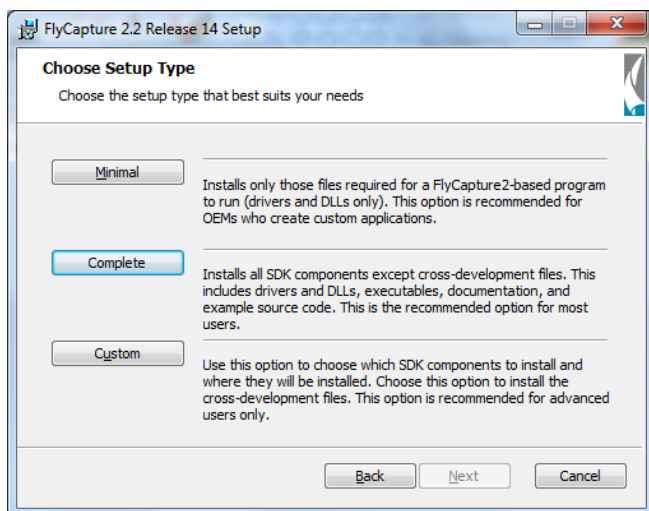 FlyCapture 2.2 Release 14 Setup
Choose Setup Type
Choose the setup type that best suits your needs
Minimal
Installs only those files required for a FlyCapture2-based program
to run (drivers and DLLs only). This option is recommended for
OEMs who create custom applications.
Complete
Installs all SDK components except cross-development files. This
includes drivers and DLLs, executables, documentation, and
example source code. This is the recommended option for most
users.
Custom
Use this option to choose which SDK components to install and
where they will be installed. Choose this option to install the
cross-development files. This option is recommended for advanced
users only.
Back Next Cancel